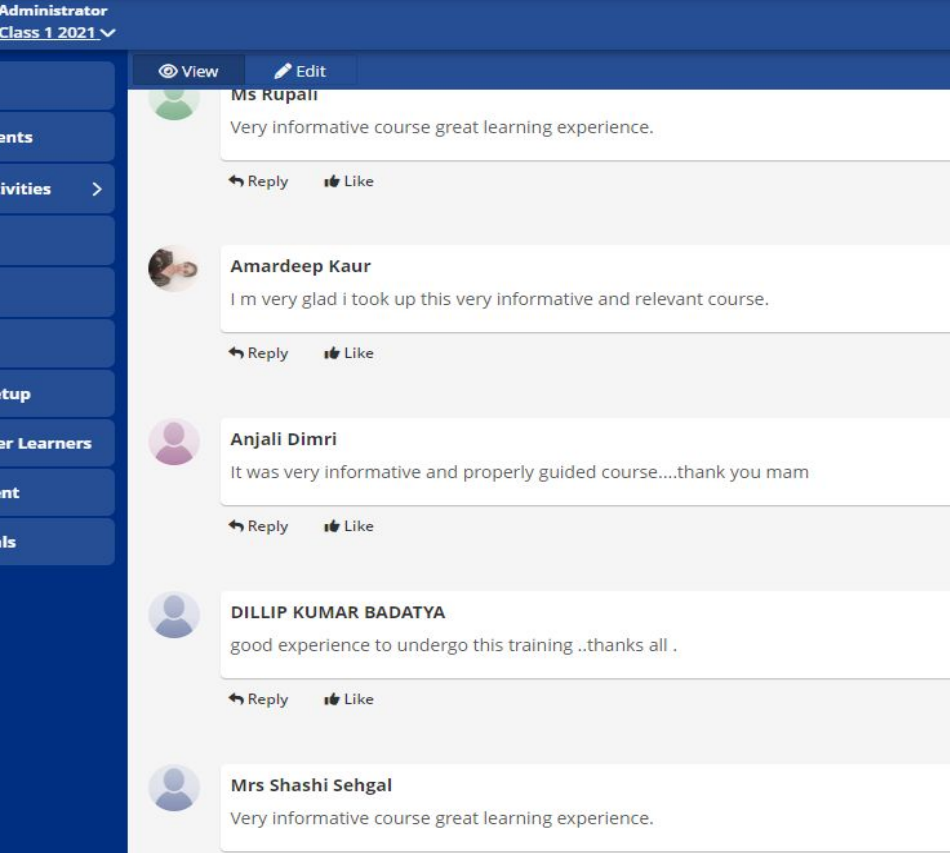 Administrator
Class 1 2021
View Edit
ents
ivities
etup
er Learners
ent
als
Ms Rupali
Very informative course great learning experience.
Reply Like
Amardeep Kaur
I m very glad i took up this very informative and relevant course.
Reply Like
Anjali Dimri
It was very informative and properly guided course....thank you mam
Reply Like
DILLIP KUMAR BADATYA
good experience to undergo this training ..thanks all .
Reply Like
Mrs Shashi Sehgal
Very informative course great learning experience.